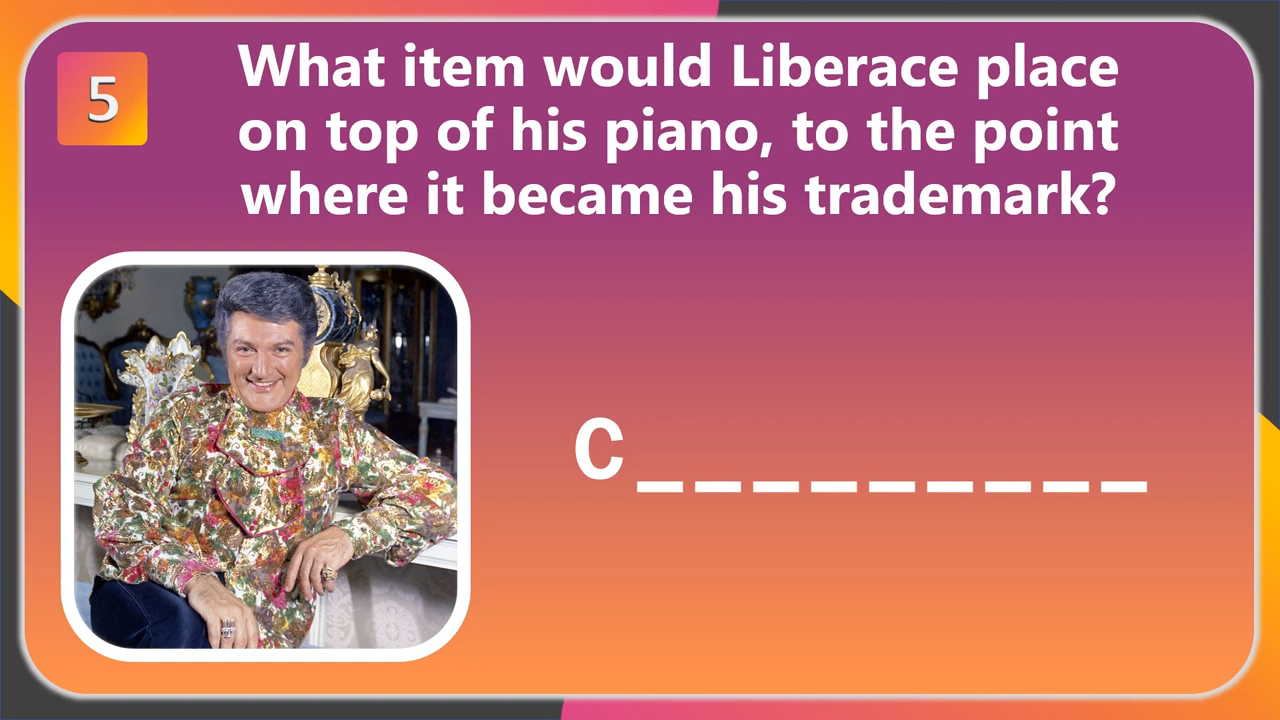 5
What item would Liberace place
on top of his piano, to the point
where it became his trademark?
C _ _ _ _ _ _ _ _ _